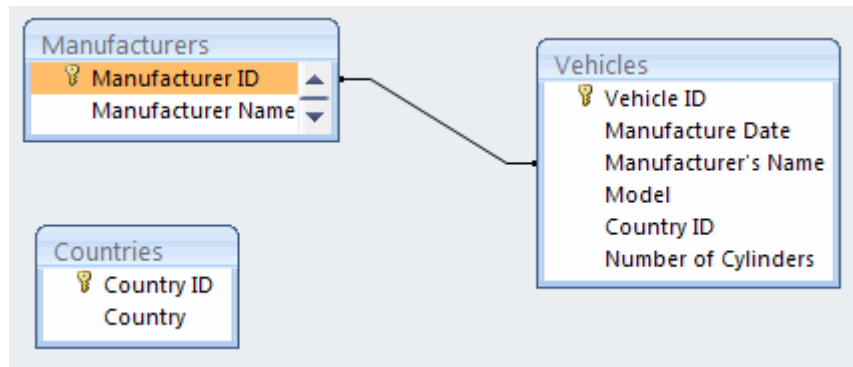 Manufacturers
Manufacturer ID
Manufacturer Name
Vehicles
Vehicle ID
Manufacture Date
Manufacturer's Name
Model
Country ID
Number of Cylinders
Countries
Country ID
Country